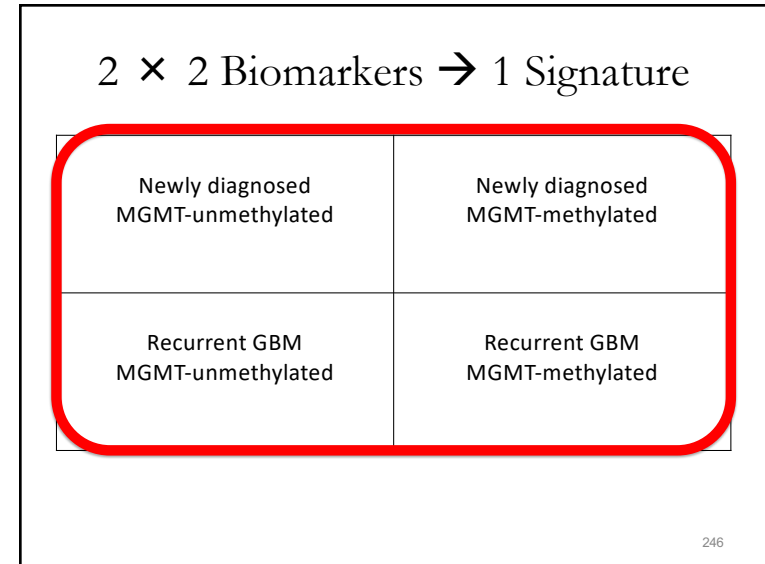 2 × 2 Biomarkers → 1 Signature
Newly diagnosed
MGMT-unmethylated
Newly diagnosed
MGMT-methylated
Recurrent GBM
MGMT-unmethylated
Recurrent GBM
MGMT-methylated
246